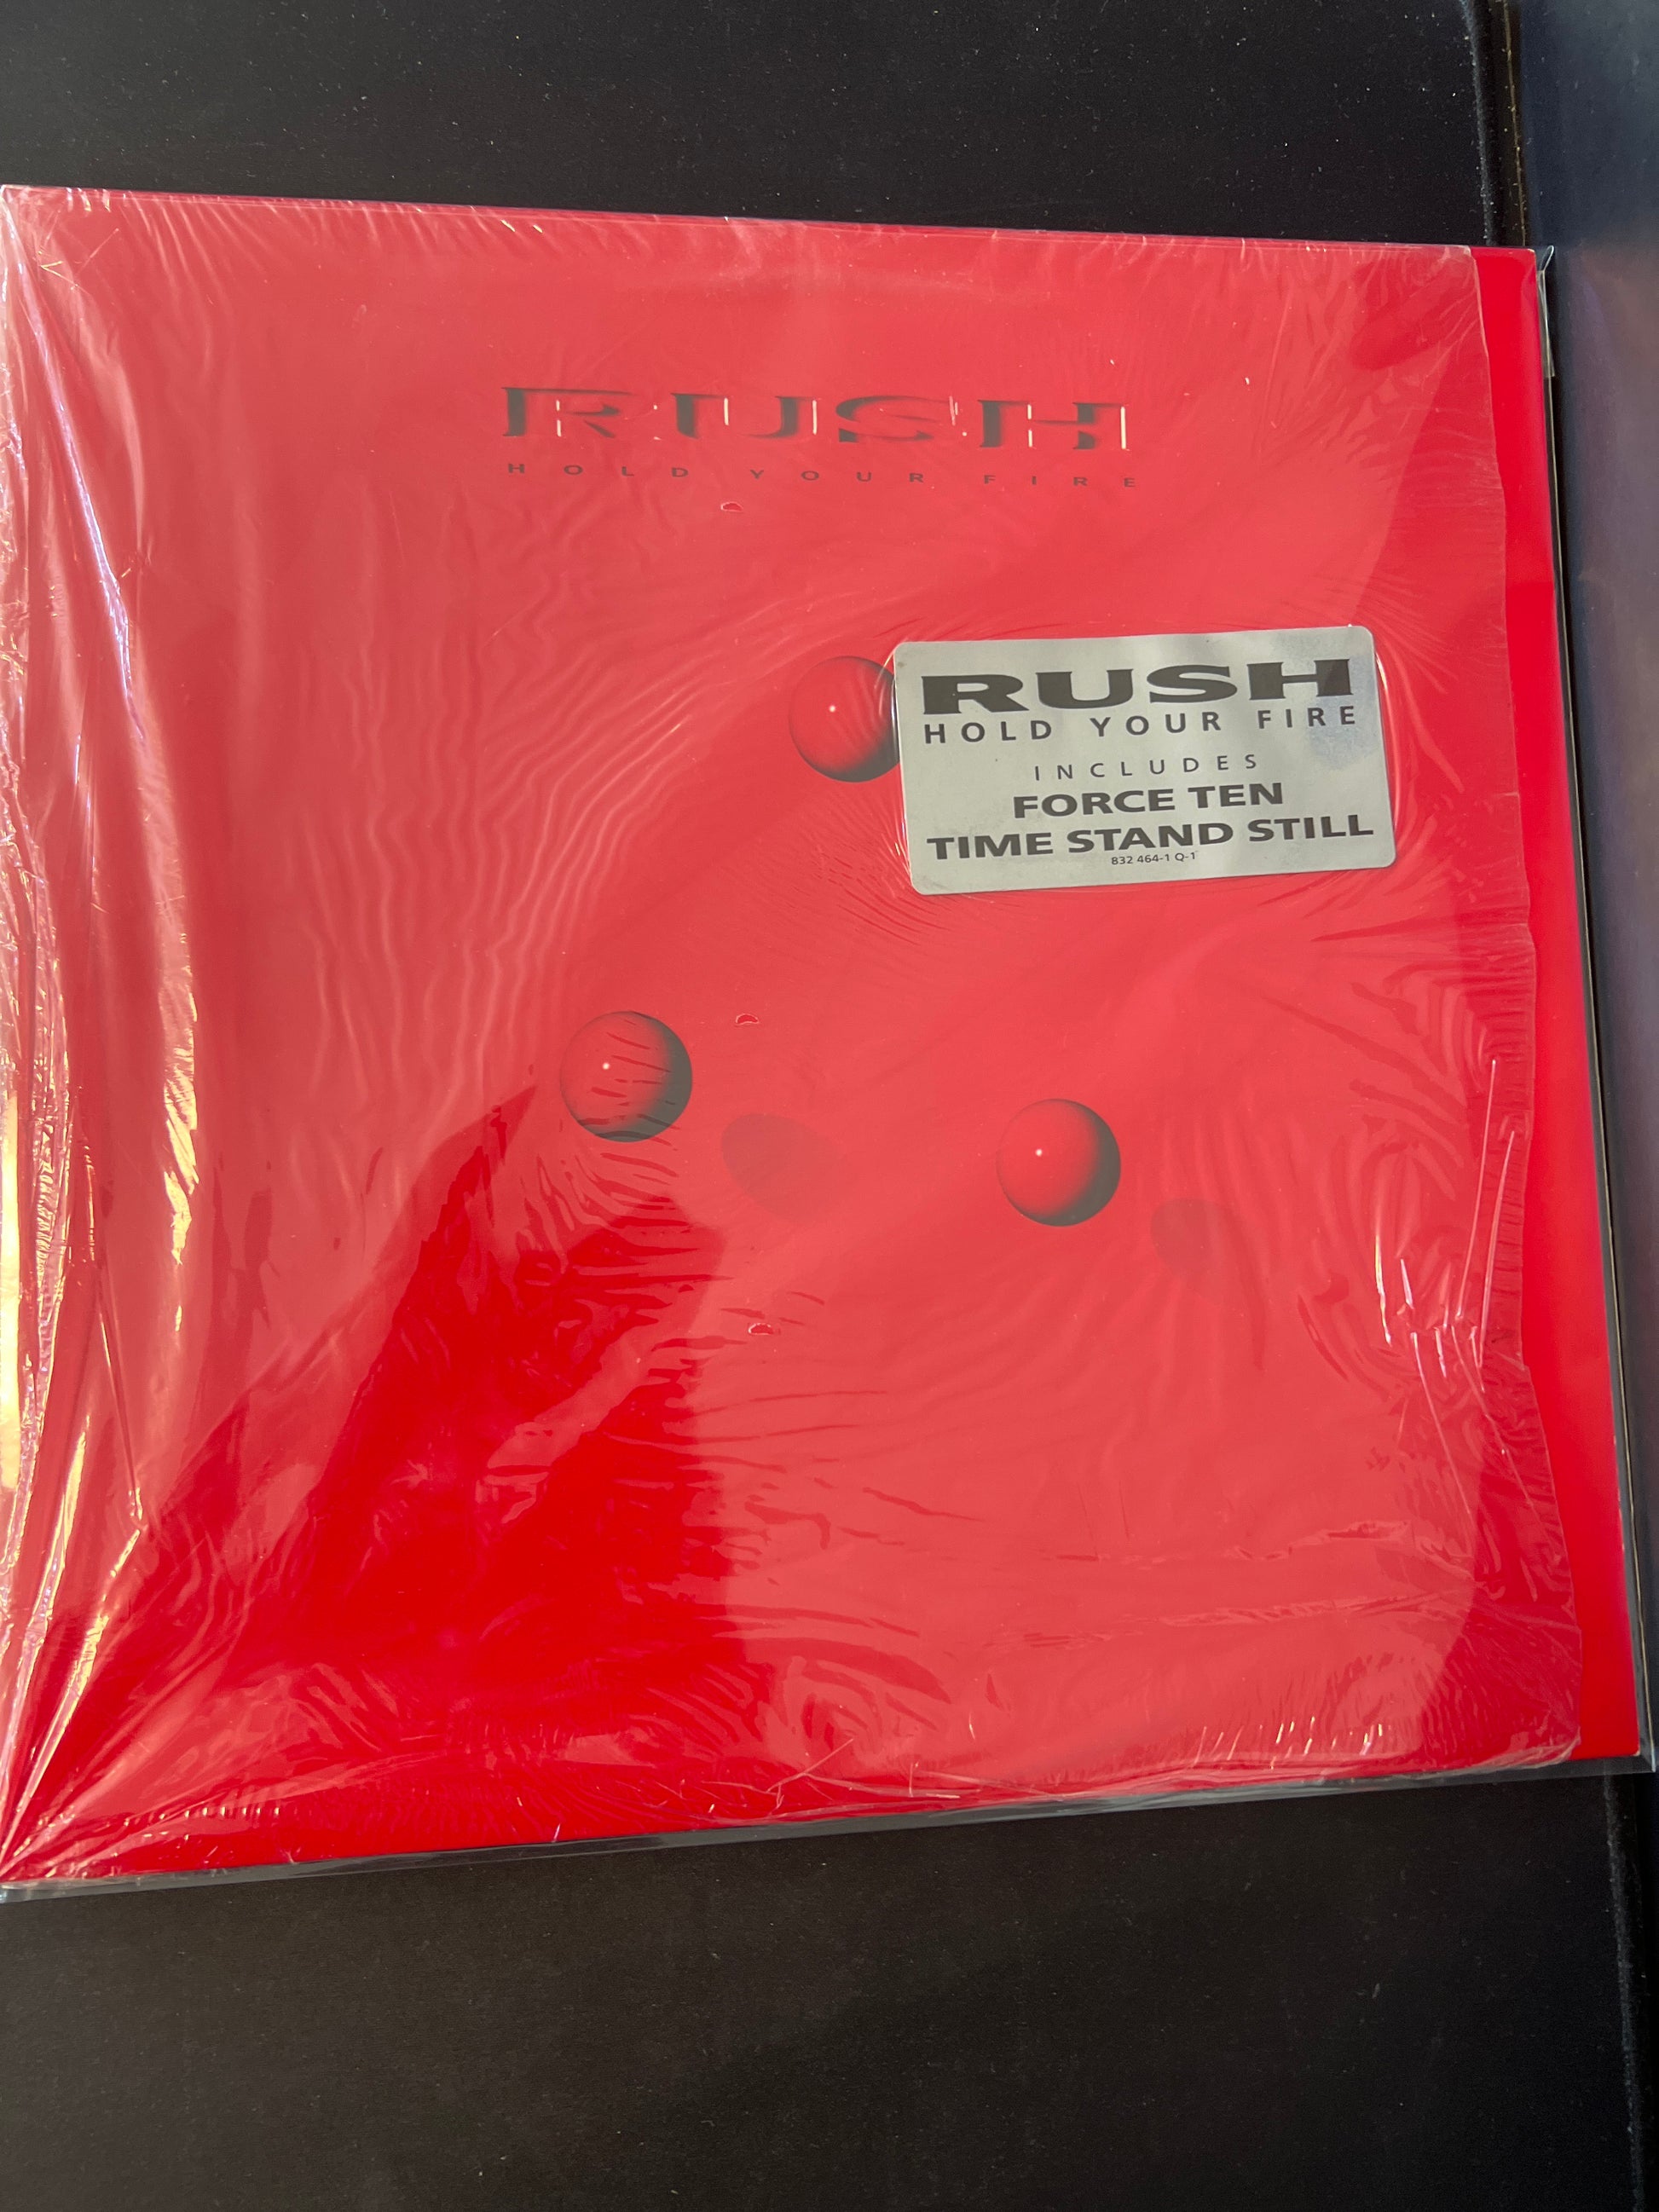 RUSH
HOLD YOUR FIRE
RUSH
HOLD YOUR FIRE
INCLUDES
FORCE TEN
TIME STAND STILL
832 464-1 Q-1